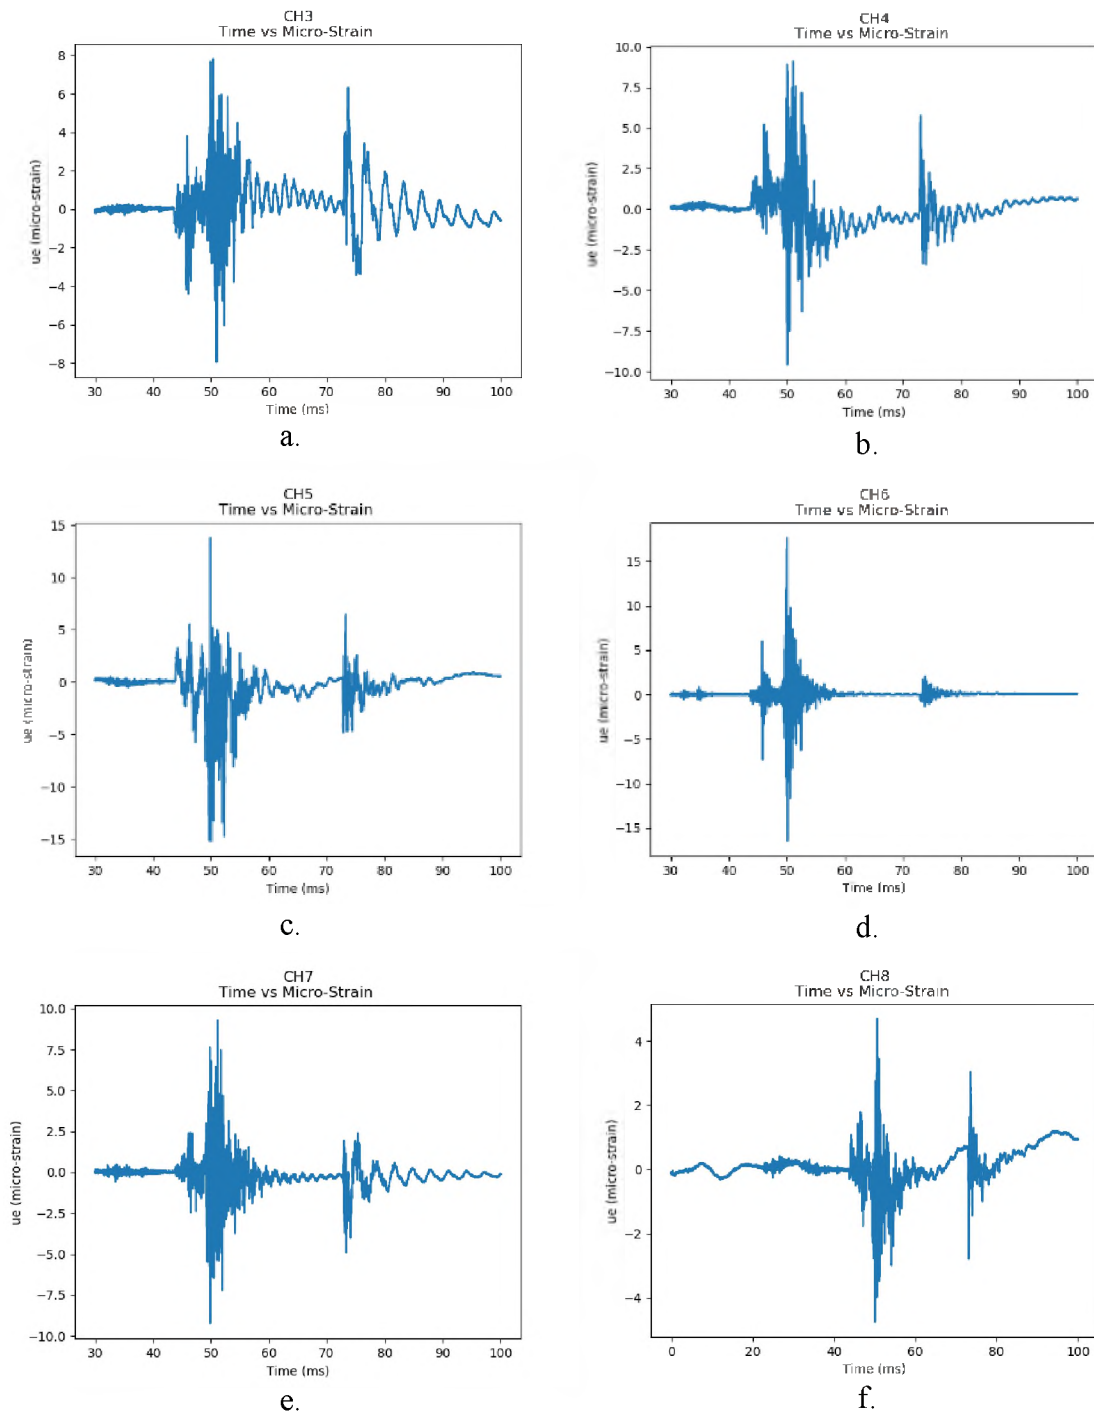 CH3
Time vs Micro-Strain
8
6
4
2
0
−2
−4
−6
−8
ue (micro-strain)
30 40 50 60 70 80 90 100
Time (ms)
a.
CH4
Time vs Micro-Strain
10.0
7.5
5.0
2.5
0.0
−2.5
−5.0
−7.5
−10.0
ue (micro-strain)
30 40 50 60 70 80 90 100
Time (ms)
b.
CH5
Time vs Micro-Strain
15
10
5
0
−5
−10
−15
ue (micro-strain)
30 40 50 60 70 80 90 100
Time (ms)
c.
CH6
Time vs Micro-Strain
15
10
5
0
−5
−10
−15
ue (micro-strain)
30 40 50 60 70 80 90 100
Time (ms)
d.
CH7
Time vs Micro-Strain
10.0
7.5
5.0
2.5
0.0
−2.5
−5.0
−7.5
−10.0
ue (micro-strain)
30 40 50 60 70 80 90 100
Time (ms)
e.
CH8
Time vs Micro-Strain
4
2
0
−2
−4
ue (micro-strain)
0 20 40 60 80 100
Time (ms)
f.